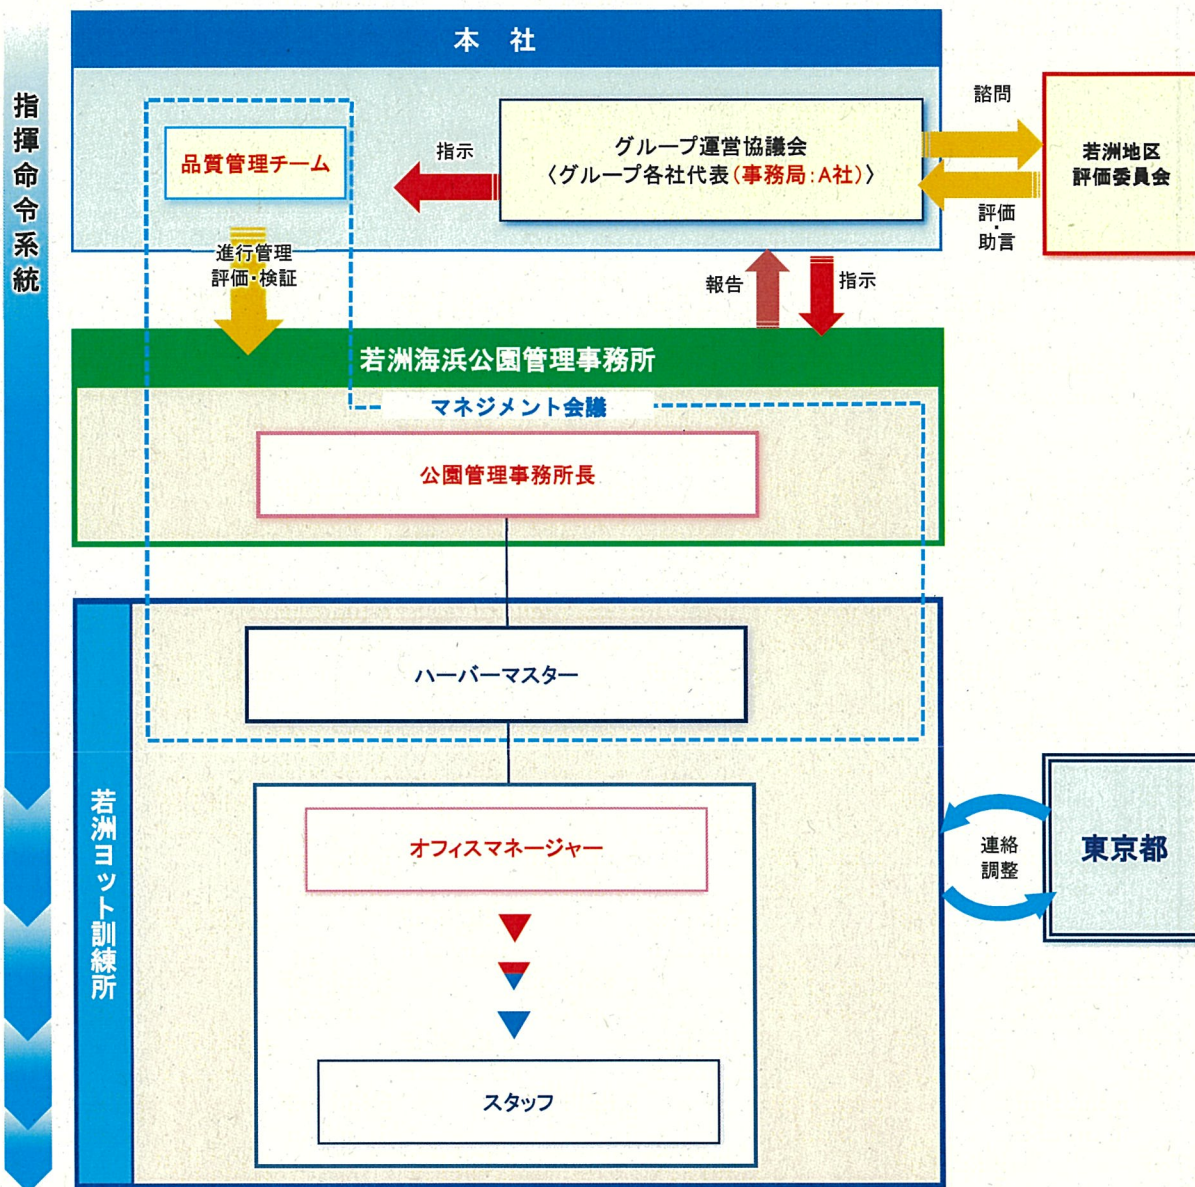 指揮命令系統
本 社
品質管理チーム
指示
グループ運営協議会
〈グループ各社代表(事務局:A社)〉
諮問
評価・助言
若洲地区
評価委員会
進行管理
評価・検証
報告
指示
若洲海浜公園管理事務所
マネジメント会議
公園管理事務所長
若洲ヨット訓練所
ハーバーマスター
オフィスマネージャー
スタッフ
連絡
調整
東京都